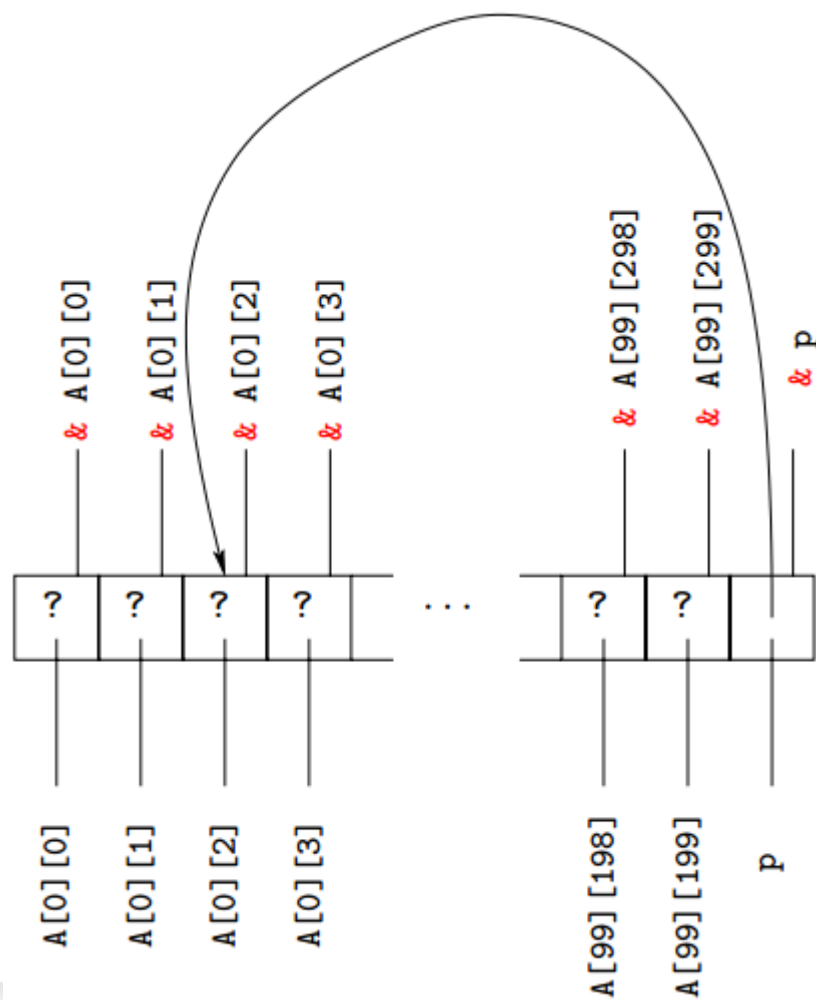 & A[0][0]
& A[0][1]
& A[0][2]
& A[0][3]
& A[99][298]
& A[99][299]
& p
?
?
?
?
...
?
?
A[0][0]
A[0][1]
A[0][2]
A[0][3]
A[99][198]
A[99][199]
p